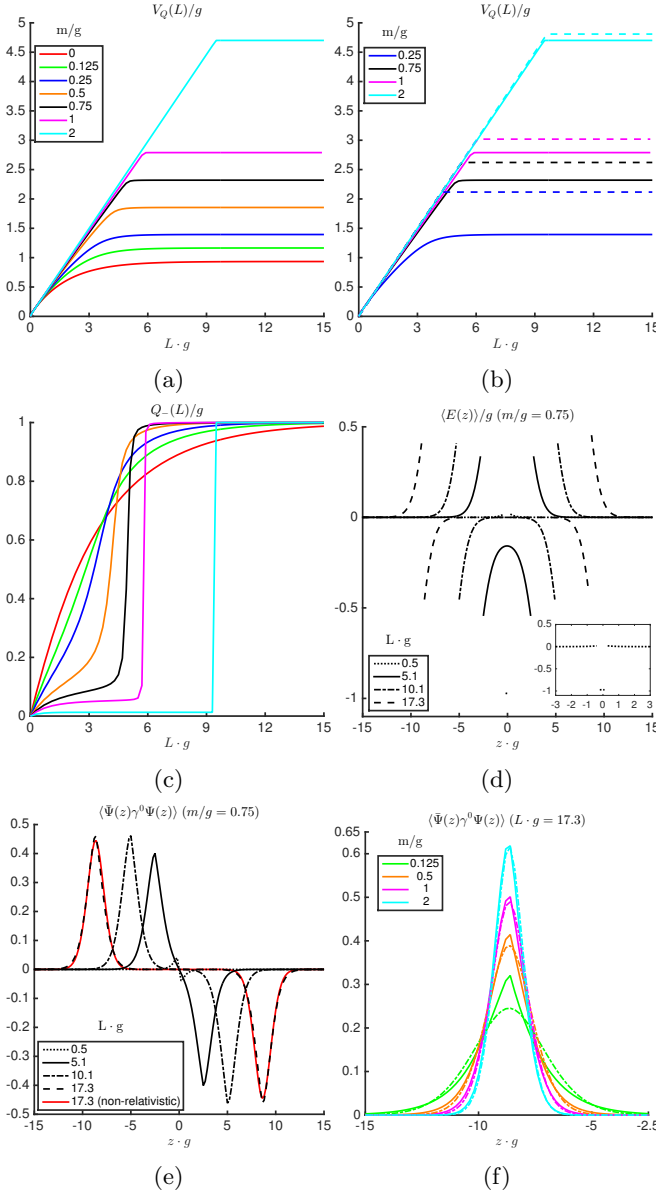 V_Q(L)/g
5
4.5
4
3.5
3
2.5
2
1.5
1
0.5
0
m/g
0
0.125
0.25
0.5
0.75
1
2
0 3 6 9 12 15
L · g
(a)
V_Q(L)/g
5
4.5
4
3.5
3
2.5
2
1.5
1
0.5
0
m/g
0.25
0.75
1
2
0 3 6 9 12 15
L · g
(b)
Q_−(L)/g
1
0.8
0.6
0.4
0.2
0
0 3 6 9 12 15
L · g
(c)
⟨E(z)⟩/g (m/g = 0.75)
0.5
0
-0.5
-1
L · g
0.5
5.1
10.1
17.3
0.5
0
-0.5
-1
-3 -2 -1 0 1 2 3
-15 -10 -5 0 5 10 15
z · g
(d)
⟨Ψ̄(z)γ⁰Ψ(z)⟩ (m/g = 0.75)
0.5
0.4
0.3
0.2
0.1
0
-0.1
-0.2
-0.3
-0.4
-0.5
L · g
0.5
5.1
10.1
17.3
17.3 (non-relativistic)
-15 -10 -5 0 5 10 15
z · g
(e)
⟨Ψ̄(z)γ⁰Ψ(z)⟩ (L · g = 17.3)
0.65
0.6
0.5
0.4
0.3
0.2
0.1
0
m/g
0.125
0.5
1
2
-15 -10 -5 -2.5
z · g
(f)